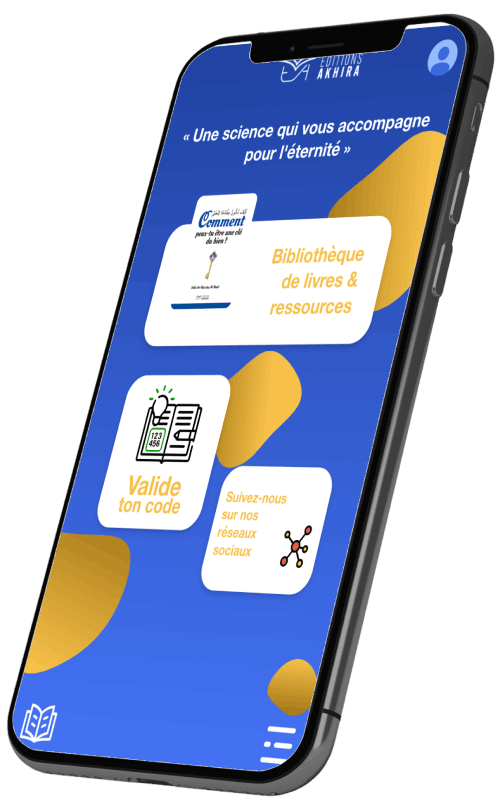 ÉDITIONS
AKHIRA
« Une science qui vous accompagne
pour l'éternité »
Comment
peux-tu être une clé
du bien ?
Bibliothèque
de livres &
ressources
123
456
Valide
ton code
Suivez-nous
sur nos
réseaux
sociaux